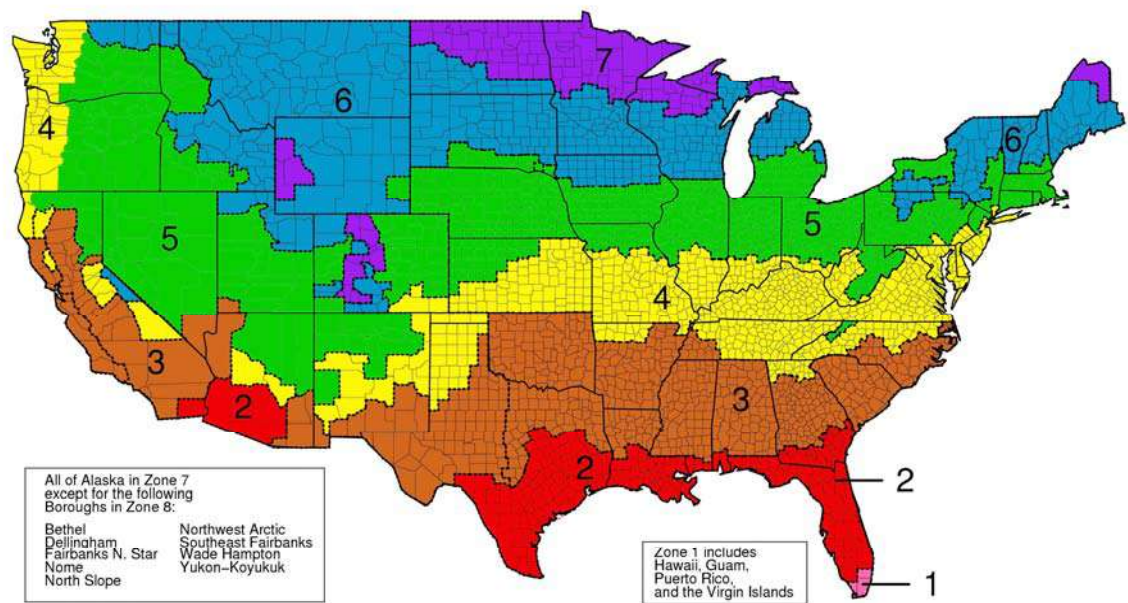 7
6
4
6
5
5
4
3
3
2
2
2
1
All of Alaska in Zone 7
except for the following
Boroughs in Zone 8:
Bethel Northwest Arctic
Dellingham Southeast Fairbanks
Fairbanks N. Star Wade Hampton
Nome Yukon–Koyukuk
North Slope
Zone 1 includes
Hawaii, Guam,
Puerto Rico,
and the Virgin Islands